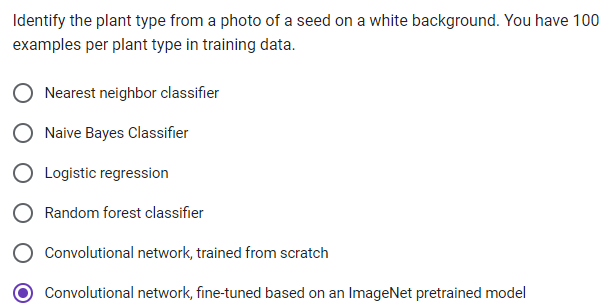 Identify the plant type from a photo of a seed on a white background. You have 100
examples per plant type in training data.
Nearest neighbor classifier
Naive Bayes Classifier
Logistic regression
Random forest classifier
Convolutional network, trained from scratch
Convolutional network, fine-tuned based on an ImageNet pretrained model